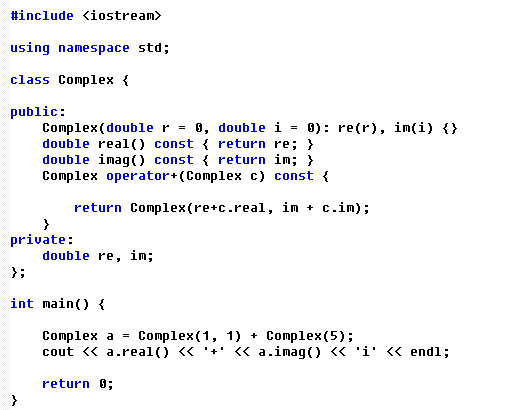 #include <iostream>
using namespace std;
class Complex {
public:
    Complex(double r = 0, double i = 0): re(r), im(i) {}
    double real() const { return re; }
    double imag() const { return im; }
    Complex operator+(Complex c) const {
        return Complex(re+c.real, im + c.im);
    }
private:
    double re, im;
};
int main() {
    Complex a = Complex(1, 1) + Complex(5);
    cout << a.real() << '+' << a.imag() << 'i' << endl;
    return 0;
}